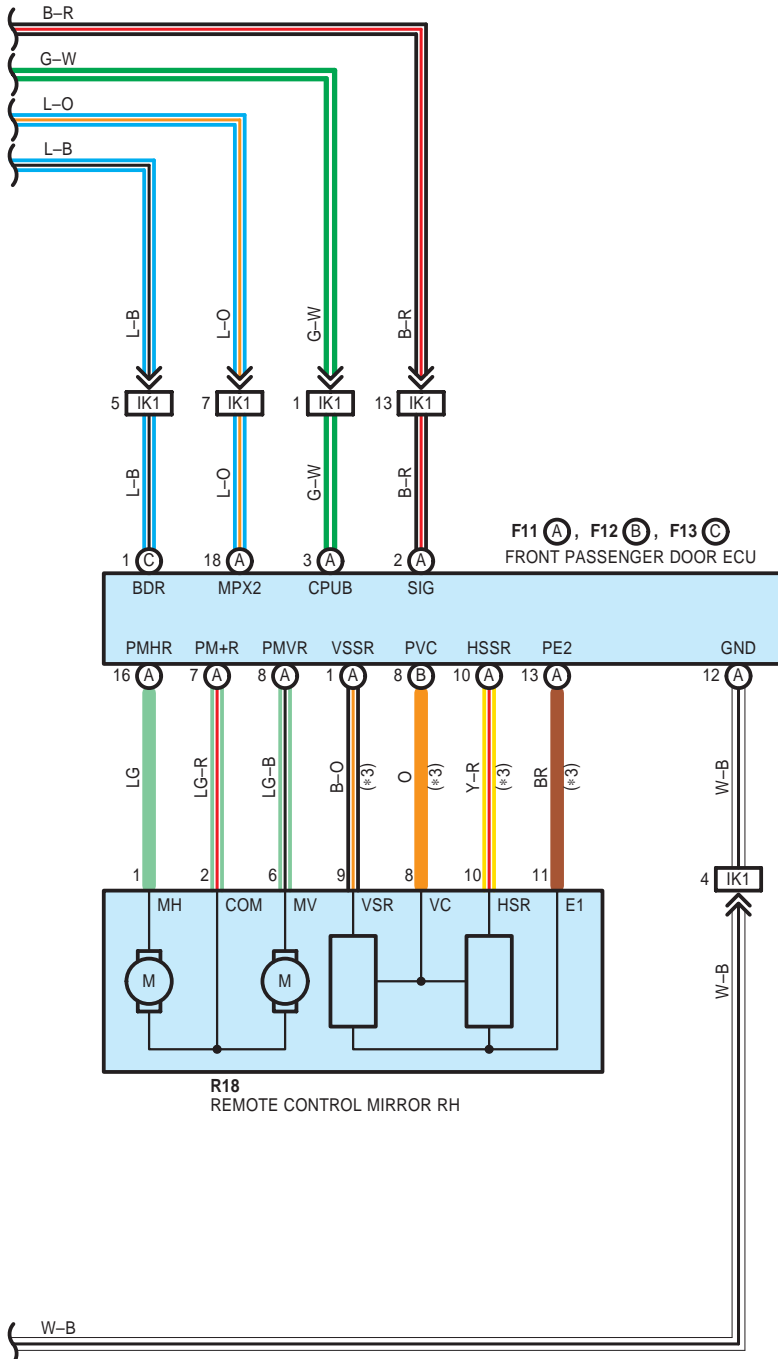 B–R
G–W
L–O
L–B
L–B
L–O
G–W
B–R
5 IK1
7 IK1
1 IK1
13 IK1
L–B
L–O
G–W
B–R
F11 A , F12 B , F13 C
FRONT PASSENGER DOOR ECU
1 C
18 A
3 A
2 A
BDR
MPX2
CPUB
SIG
PMHR
PM+R
PMVR
VSSR
PVC
HSSR
PE2
GND
16 A
7 A
8 A
1 A
8 B
10 A
13 A
12 A
LG
LG–R
LG–B
B–O
(*3)
O
(*3)
Y–R
(*3)
BR
(*3)
W–B
1
2
6
9
8
10
11
4 IK1
MH
COM
MV
VSR
VC
HSR
E1
M
M
W–B
R18
REMOTE CONTROL MIRROR RH
W–B